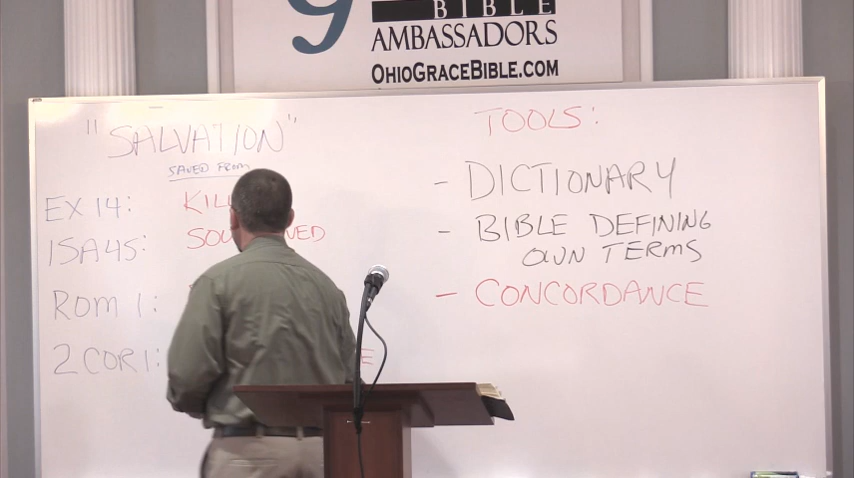 BIBLE
AMBASSADORS
OHIOGRACEBIBLE.COM
"SALVATION"
SAVED FROM
EX 14:
ISA 45:
ROM 1:
2 COR 1:
TOOLS:
- DICTIONARY
- BIBLE DEFINING
OWN TERMS
- CONCORDANCE